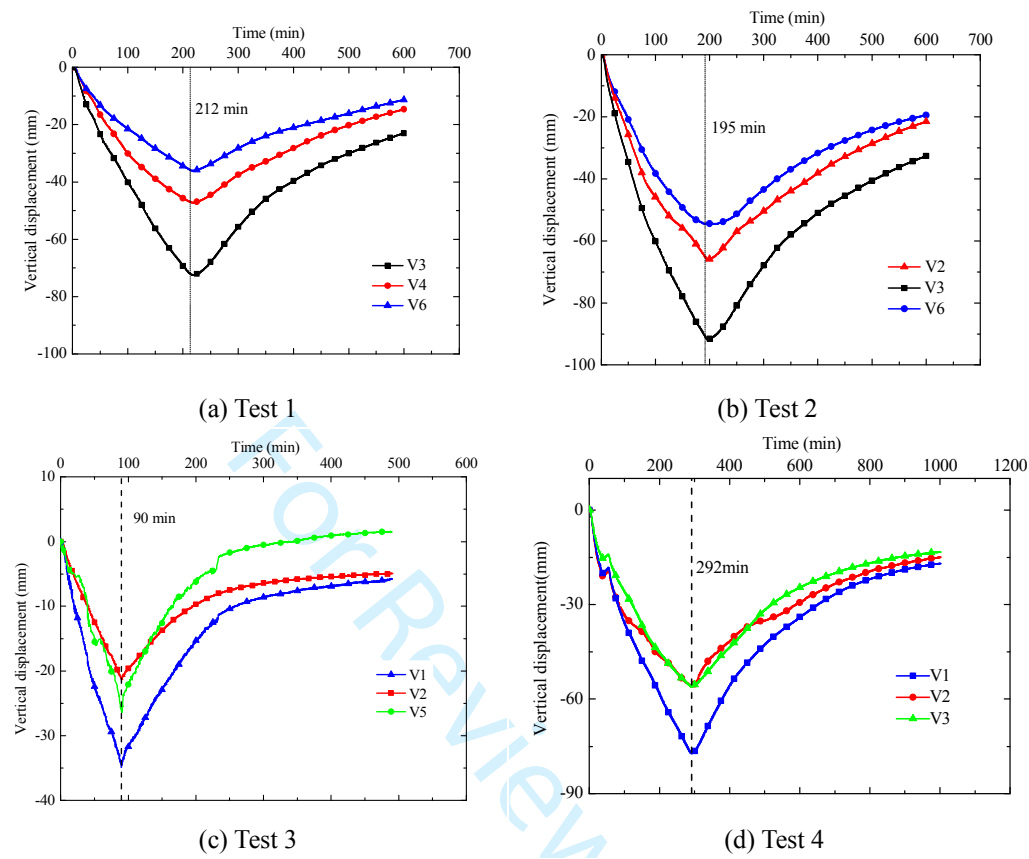 Time (min)
0 100 200 300 400 500 600 700
0
-20
-40
-60
-80
-100
Vertical displacement (mm)
212 min
V3
V4
V6
(a) Test 1
Time (min)
0 100 200 300 400 500 600 700
0
-20
-40
-60
-80
-100
Vertical displacement (mm)
195 min
V2
V3
V6
(b) Test 2
Time (min)
0 100 200 300 400 500 600
10
0
-10
-20
-30
-40
Vertical displacement (mm)
90 min
V1
V2
V5
(c) Test 3
Time (min)
0 200 400 600 800 1000 1200
0
-30
-60
-90
Vertical displacement(mm)
292min
V1
V2
V3
(d) Test 4
For Review